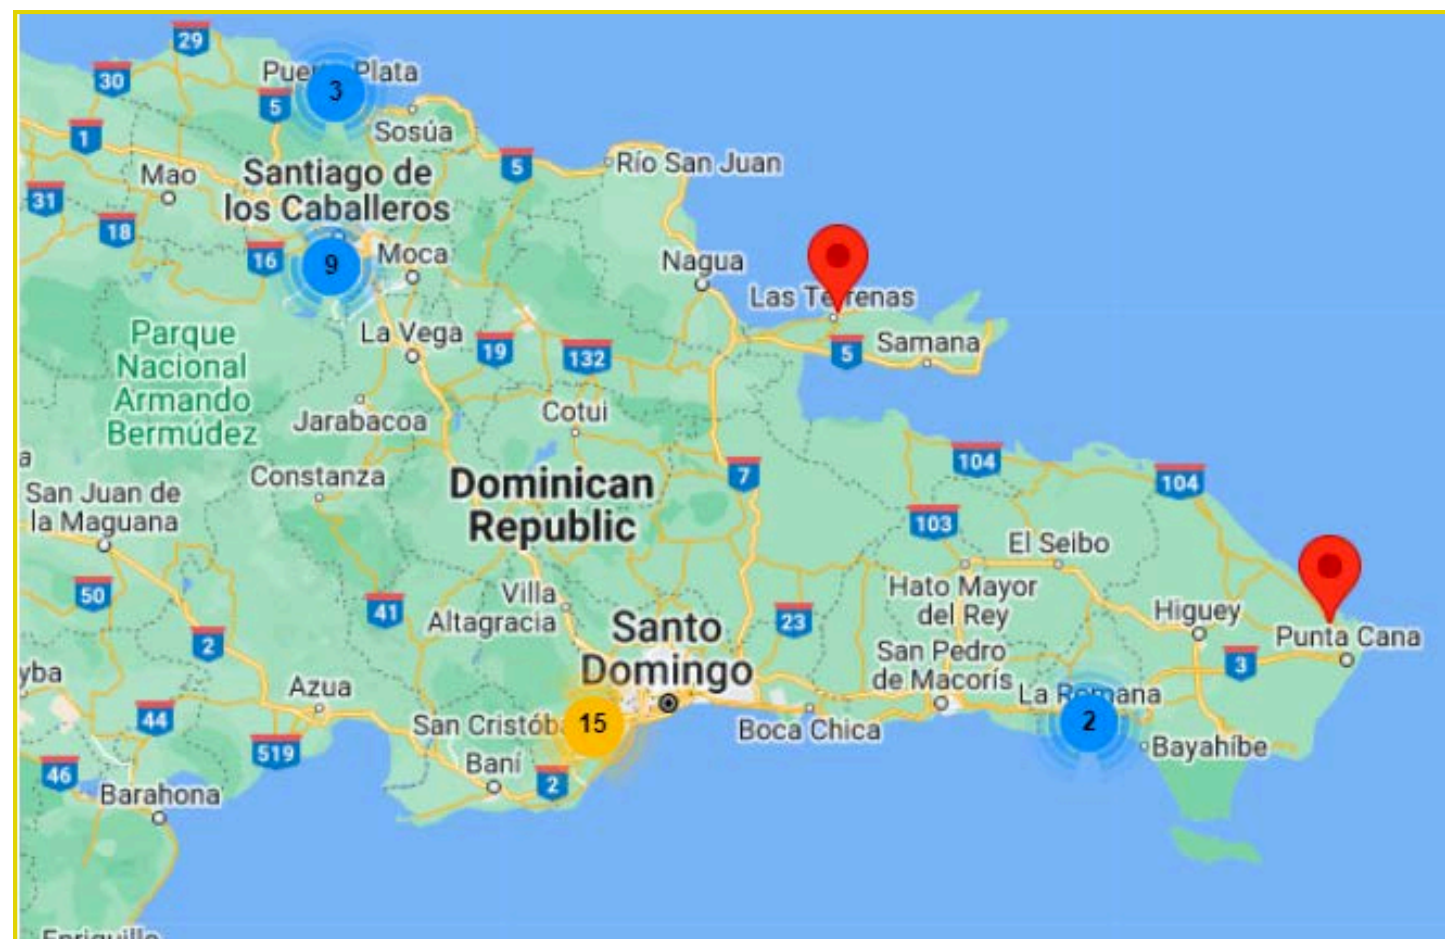 29
30
Puerto Plata
3
5
1
Sosúa
5
Río San Juan
Mao
Santiago de
los Caballeros
31
18
16
9
Moca
Nagua
Las Terrenas
Parque
Nacional
Armando
Bermúdez
La Vega
19
132
5
Samana
Jarabacoa
Cotui
a
San Juan de
la Maguana
Constanza
Dominican
Republic
7
104
104
103
El Seibo
50
41
Villa
Altagracia
Santo
Domingo
23
Hato Mayor
del Rey
Higuey
Punta Cana
2
3
yba
Azua
San Pedro
de Macorís
La Romana
44
San Cristóba
15
Boca Chica
2
Bayahíbe
519
46
Baní
2
Barahona
Enriquillo